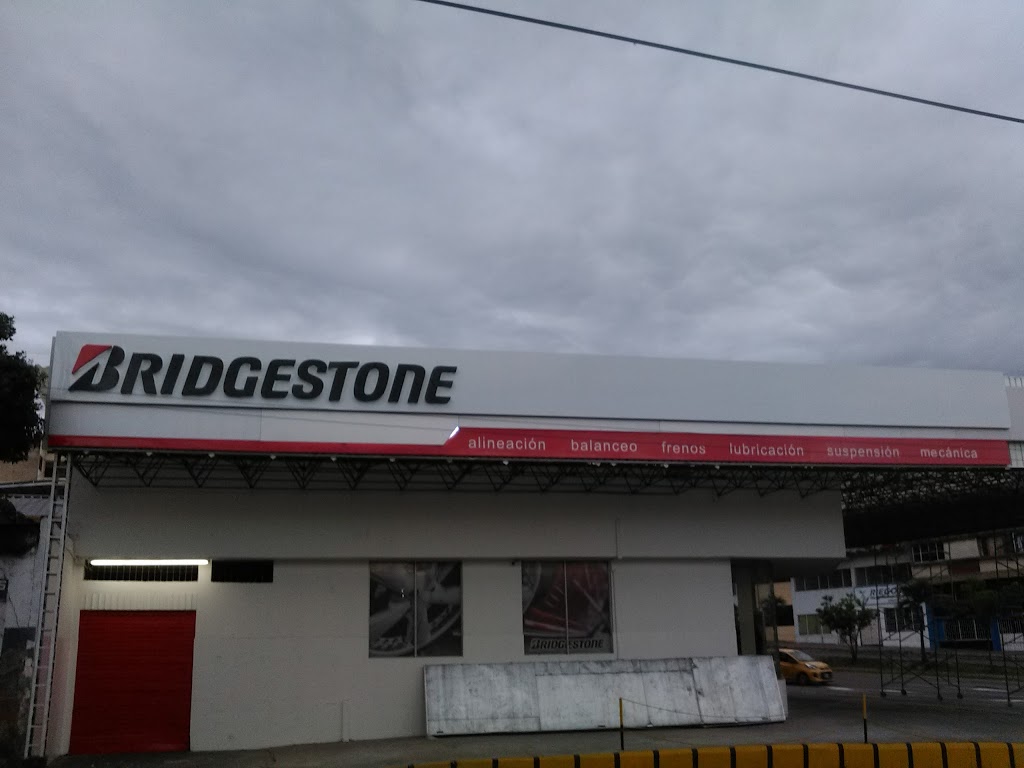 BRIDGESTONE
alineación balanceo frenos lubricación suspensión mecánica
BRIDGESTONE